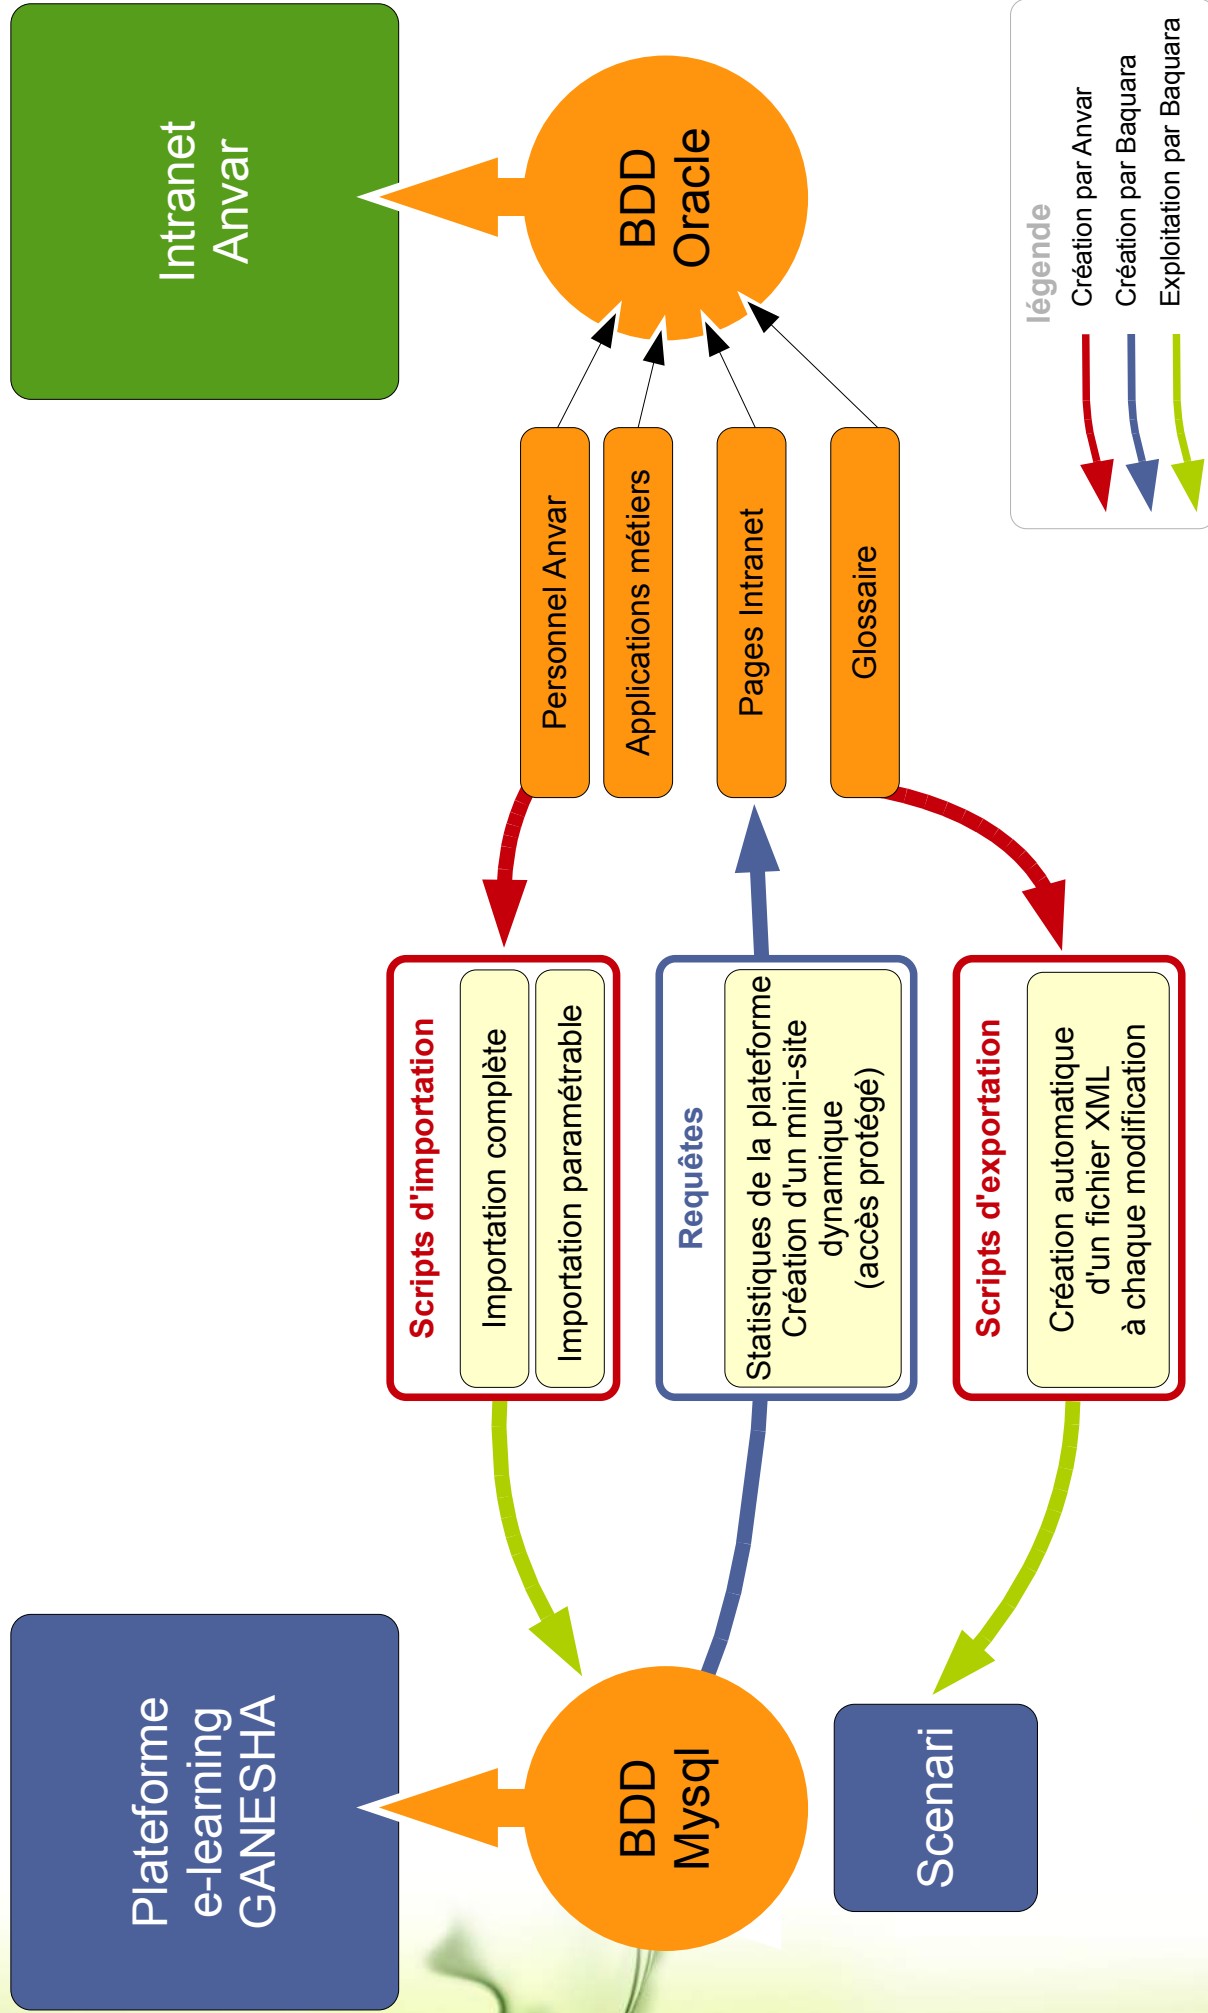 Plateforme
e-learning
GANESHA
Intranet
Anvar
BDD
Mysql
BDD
Oracle
Scripts d'importation
Importation complète
Importation paramétrable
Personnel Anvar
Applications métiers
Requêtes
Statistiques de la plateforme
Création d'un mini-site
dynamique
(accès protégé)
Pages Intranet
Glossaire
Scenari
Scripts d'exportation
Création automatique
d'un fichier XML
à chaque modification
légende
Création par Anvar
Création par Baquara
Exploitation par Baquara